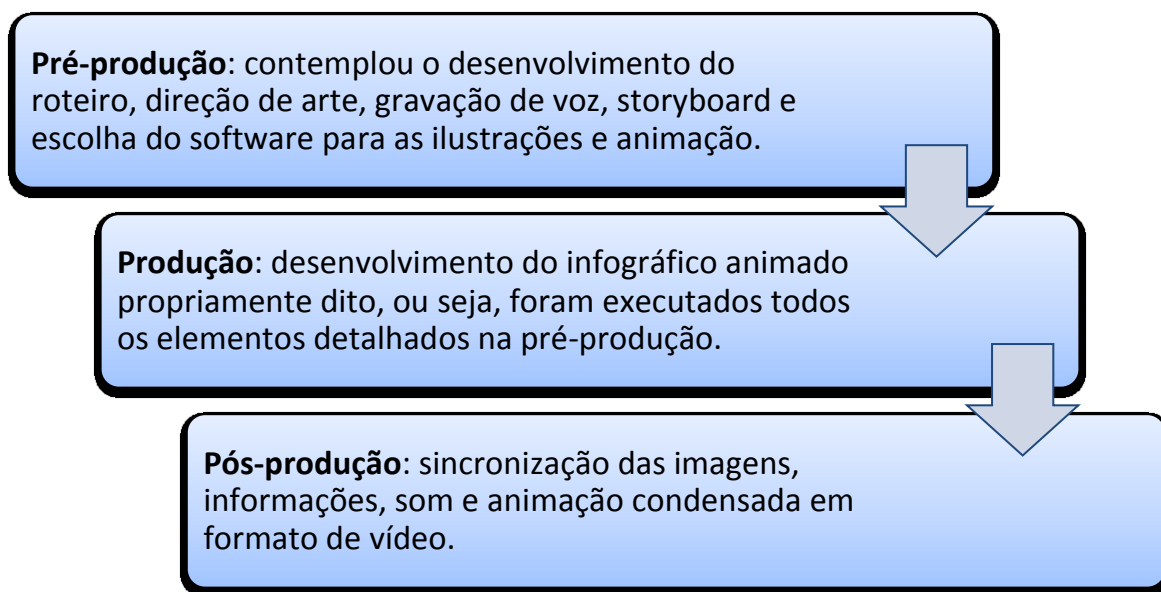 Pré-produção: contemplou o desenvolvimento do
roteiro, direção de arte, gravação de voz, storyboard e
escolha do software para as ilustrações e animação.
Produção: desenvolvimento do infográfico animado
propriamente dito, ou seja, foram executados todos
os elementos detalhados na pré-produção.
Pós-produção: sincronização das imagens,
informações, som e animação condensada em
formato de vídeo.